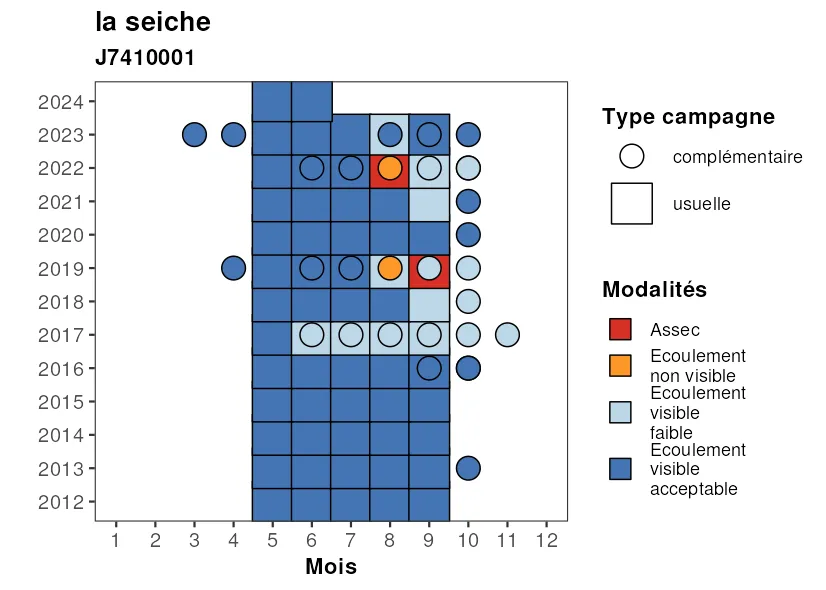 la seiche
J7410001
2024
2023
2022
2021
2020
2019
2018
2017
2016
2015
2014
2013
2012
1 2 3 4 5 6 7 8 9 10 11 12
Mois
Type campagne
complémentaire
usuelle
Modalités
Assec
Ecoulement
non visible
Ecoulement
visible
faible
Ecoulement
visible
acceptable